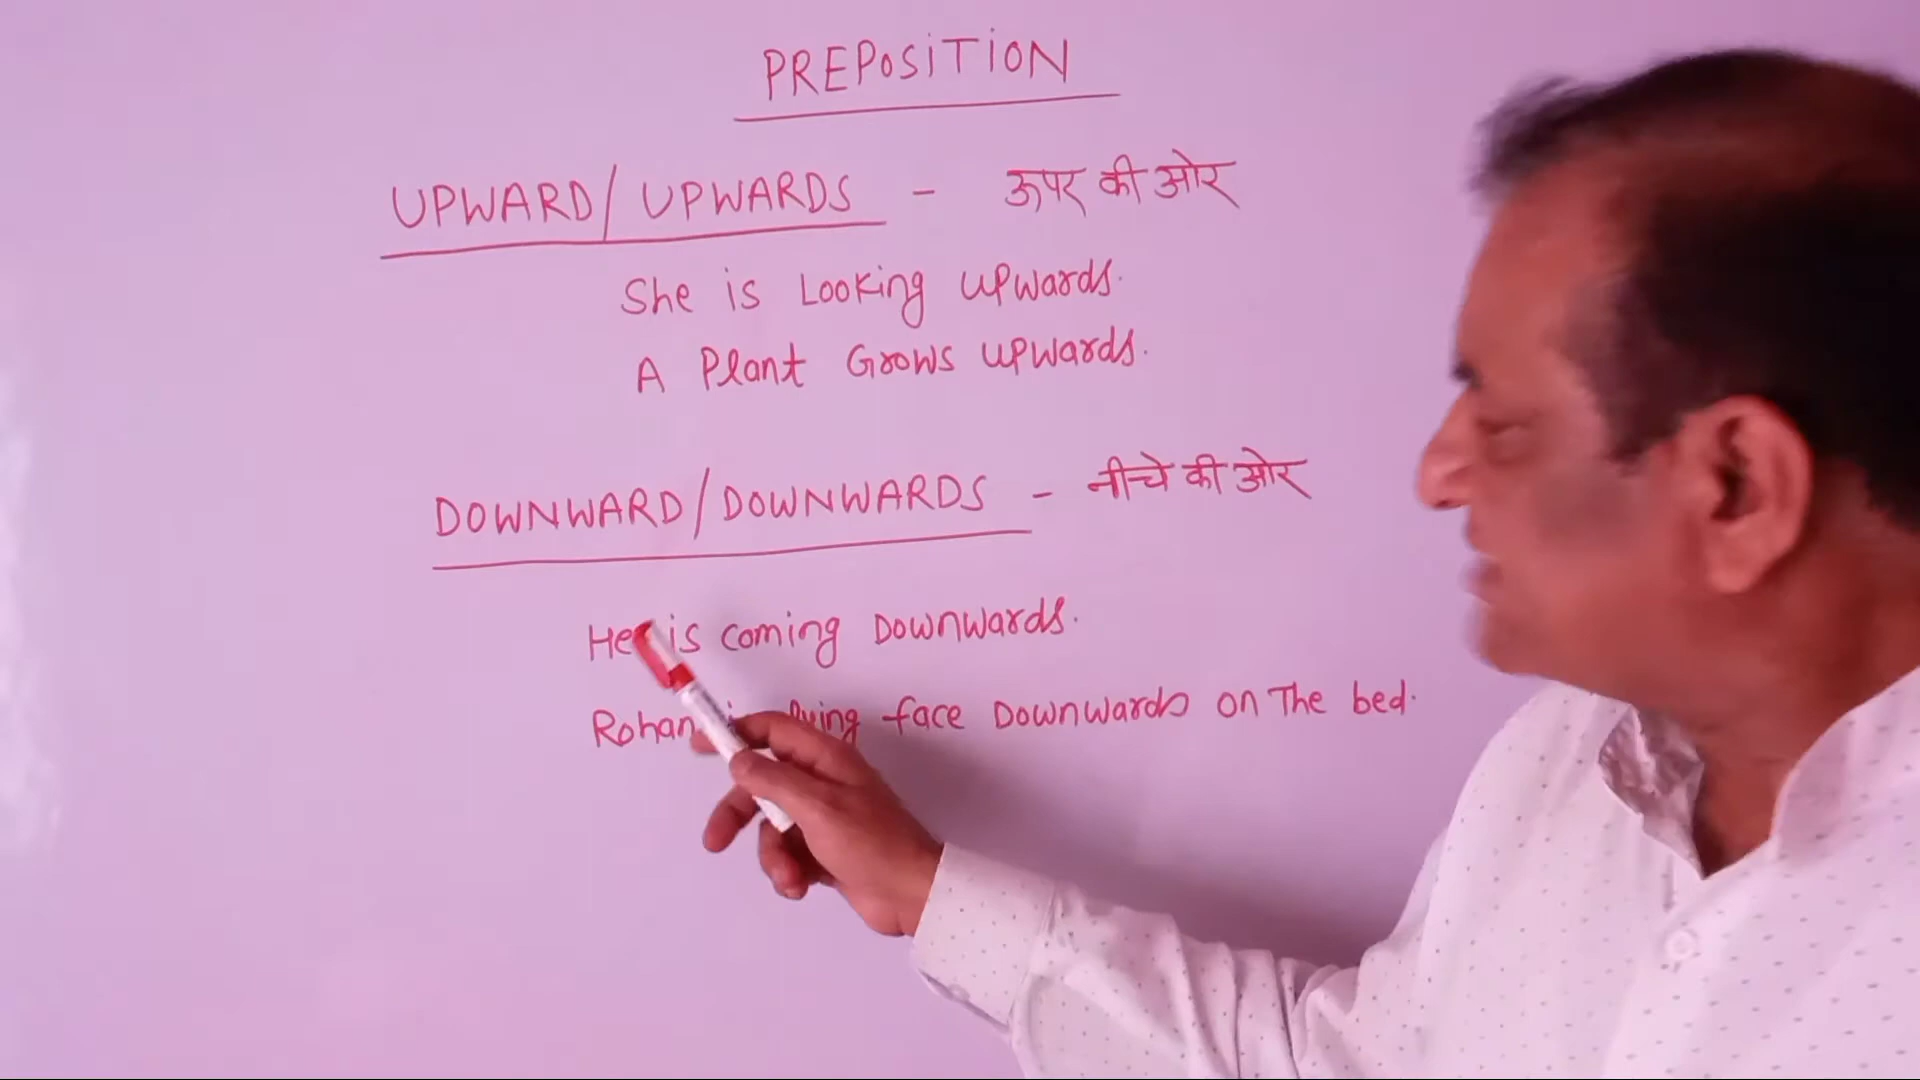 PREPOSITION
UPWARD/UPWARDS - ऊपर की ओर
She is Looking upwards.
A Plant Grows upwards.
DOWNWARD/DOWNWARDS - नीचे की ओर
He is coming Downwards.
Rohan face Downwards on The bed.